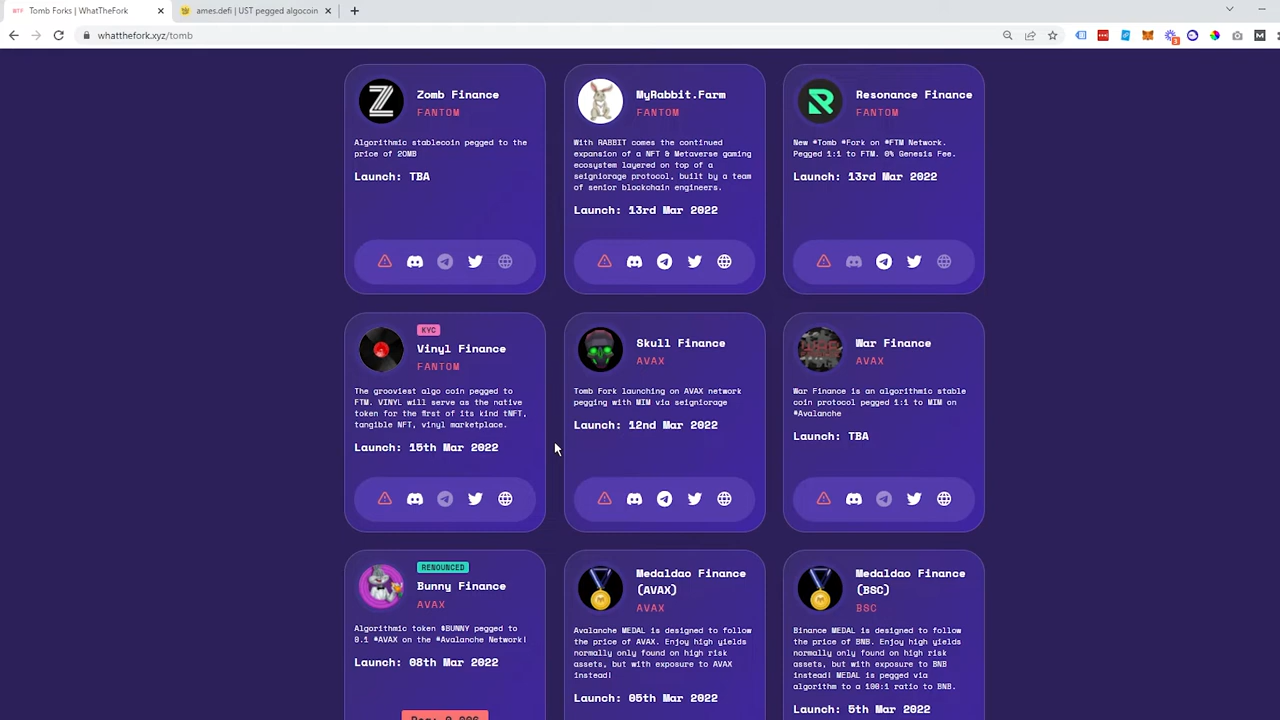 Tomb Forks | WhatTheFork
ames.defi | UST pegged algocoin
whatthefork.xyz/tomb
Zomb Finance
FANTOM
Algorithmic stablecoin pegged to the
price of 2OMB
Launch: TBA
MyRabbit.Farm
FANTOM
With RABBIT comes the continued
expansion of a NFT & Metaverse gaming
ecosystem layered on top of a
seigniorage protocol, built by a team
of senior blockchain engineers.
Launch: 13rd Mar 2022
Resonance Finance
FANTOM
New #Tomb #Fork on #FTM Network.
Pegged 1:1 to FTM. 0% Genesis Fee.
Launch: 13rd Mar 2022
KYC
Vinyl Finance
FANTOM
The grooviest algo coin pegged to
FTM. VINYL will serve as the native
token for the first of its kind tNFT,
tangible NFT, vinyl marketplace.
Launch: 15th Mar 2022
Skull Finance
AVAX
Tomb Fork launching on AVAX network
pegging with MIM via seigniorage
Launch: 12nd Mar 2022
War Finance
AVAX
War Finance is an algorithmic stable
coin protocol pegged 1:1 to MIM on
#Avalanche
Launch: TBA
RENOUNCED
Bunny Finance
AVAX
Algorithmic token $BUNNY pegged to
0.1 #AVAX on the #Avalanche Network!
Launch: 08th Mar 2022
Medaldao Finance
(AVAX)
AVAX
Avalanche MEDAL is designed to follow
the price of AVAX. Enjoy high yields
normally only found on high risk
assets, but with exposure to AVAX
instead!
Launch: 05th Mar 2022
Medaldao Finance
(BSC)
BSC
Binance MEDAL is designed to follow
the price of BNB. Enjoy high yields
normally only found on high risk
assets, but with exposure to BNB
instead! MEDAL is pegged via
algorithm to a 100:1 ratio to BNB.
Launch: 5th Mar 2022